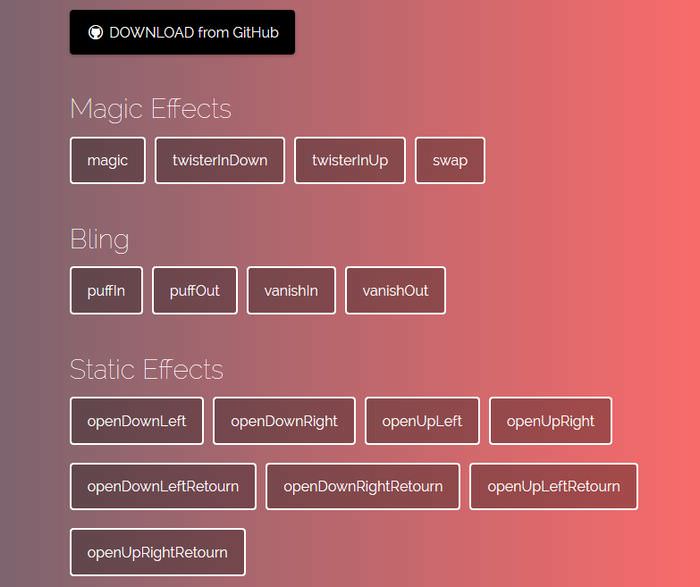 DOWNLOAD from GitHub
Magic Effects
magic twisterInDown twisterInUp swap
Bling
puffIn puffOut vanishIn vanishOut
Static Effects
openDownLeft openDownRight openUpLeft openUpRight
openDownLeftRetourn openDownRightRetourn openUpLeftRetourn
openUpRightRetourn